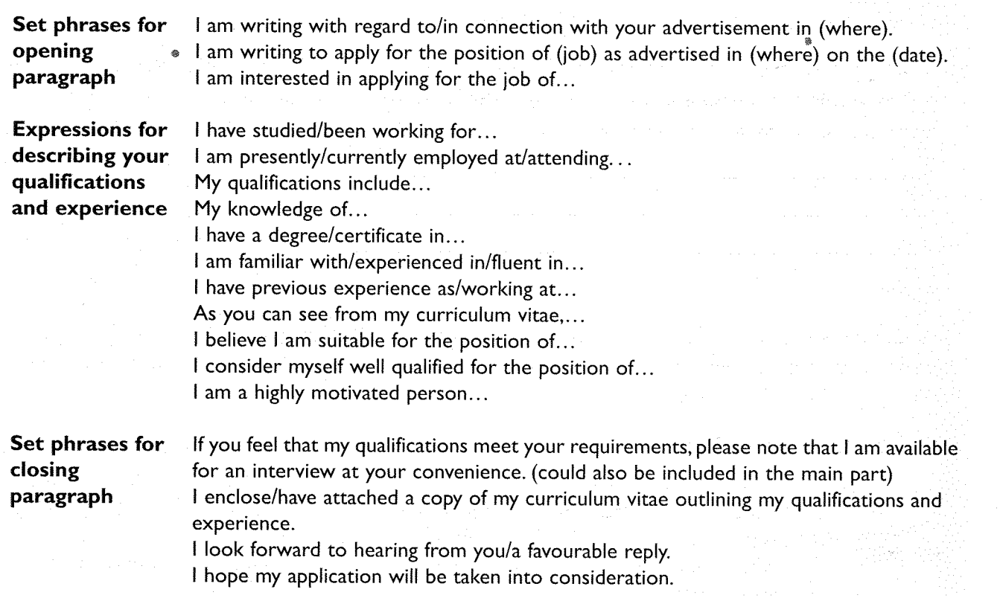 Set phrases for I am writing with regard to/in connection with your advertisement in (where).
opening • I am writing to apply for the position of (job) as advertised in (where) on the (date).
paragraph I am interested in applying for the job of...
Expressions for I have studied/been working for...
describing your I am presently/currently employed at/attending...
qualifications My qualifications include...
and experience My knowledge of...
I have a degree/certificate in...
I am familiar with/experienced in/fluent in...
I have previous experience as/working at...
As you can see from my curriculum vitae,...
I believe I am suitable for the position of...
I consider myself well qualified for the position of...
I am a highly motivated person...
Set phrases for If you feel that my qualifications meet your requirements, please note that I am available
closing for an interview at your convenience. (could also be included in the main part)
paragraph I enclose/have attached a copy of my curriculum vitae outlining my qualifications and
experience.
I look forward to hearing from you/a favourable reply.
I hope my application will be taken into consideration.